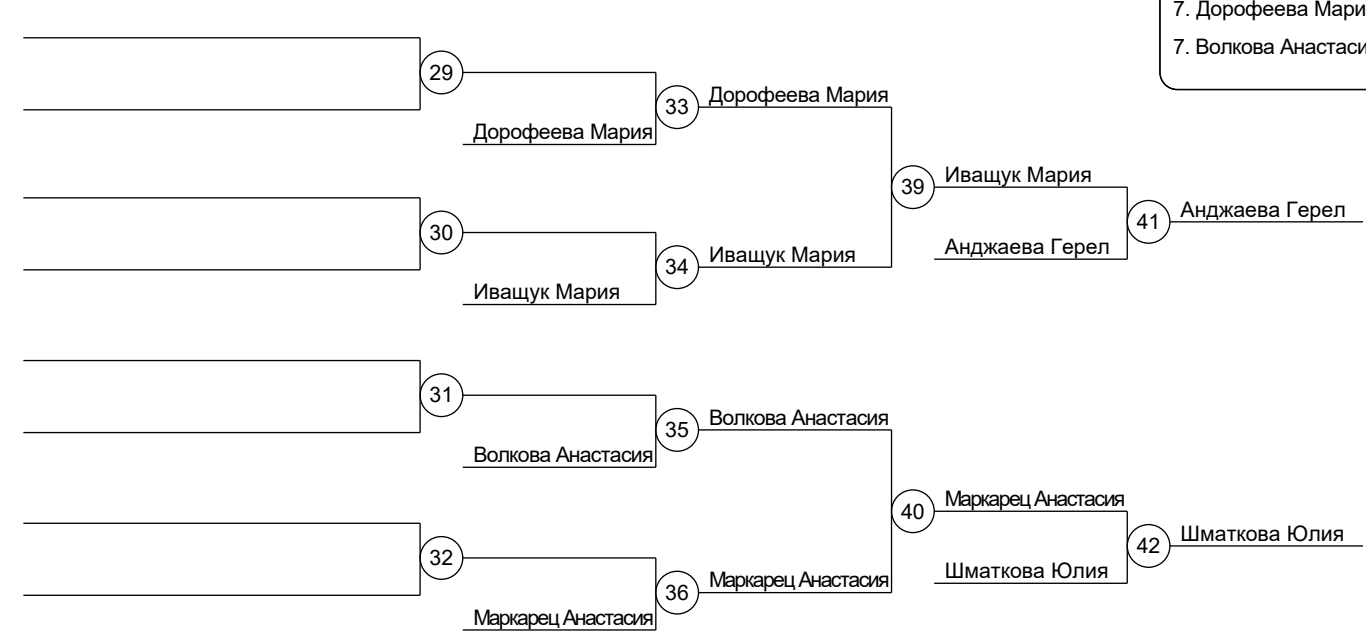 7. Дорофеева Мари
7. Волкова Анастаси
29
Дорофеева Мария
33
Дорофеева Мария
30
Иващук Мария
34
Иващук Мария
39
Иващук Мария
Анджаева Герел
41
Анджаева Герел
31
Волкова Анастасия
35
Волкова Анастасия
32
Маркарец Анастасия
36
Маркарец Анастасия
40
Маркарец Анастасия
Шматкова Юлия
42
Шматкова Юлия